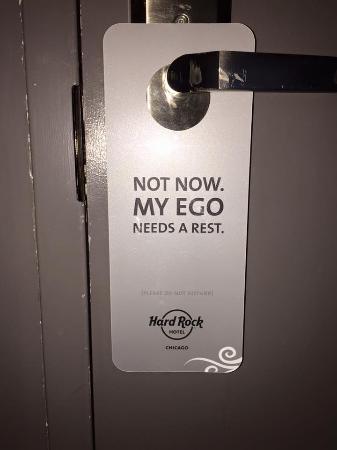 NOT NOW.
MY EGO
NEEDS A REST.
[PLEASE DO NOT DISTURB]
Hard Rock
HOTEL
CHICAGO